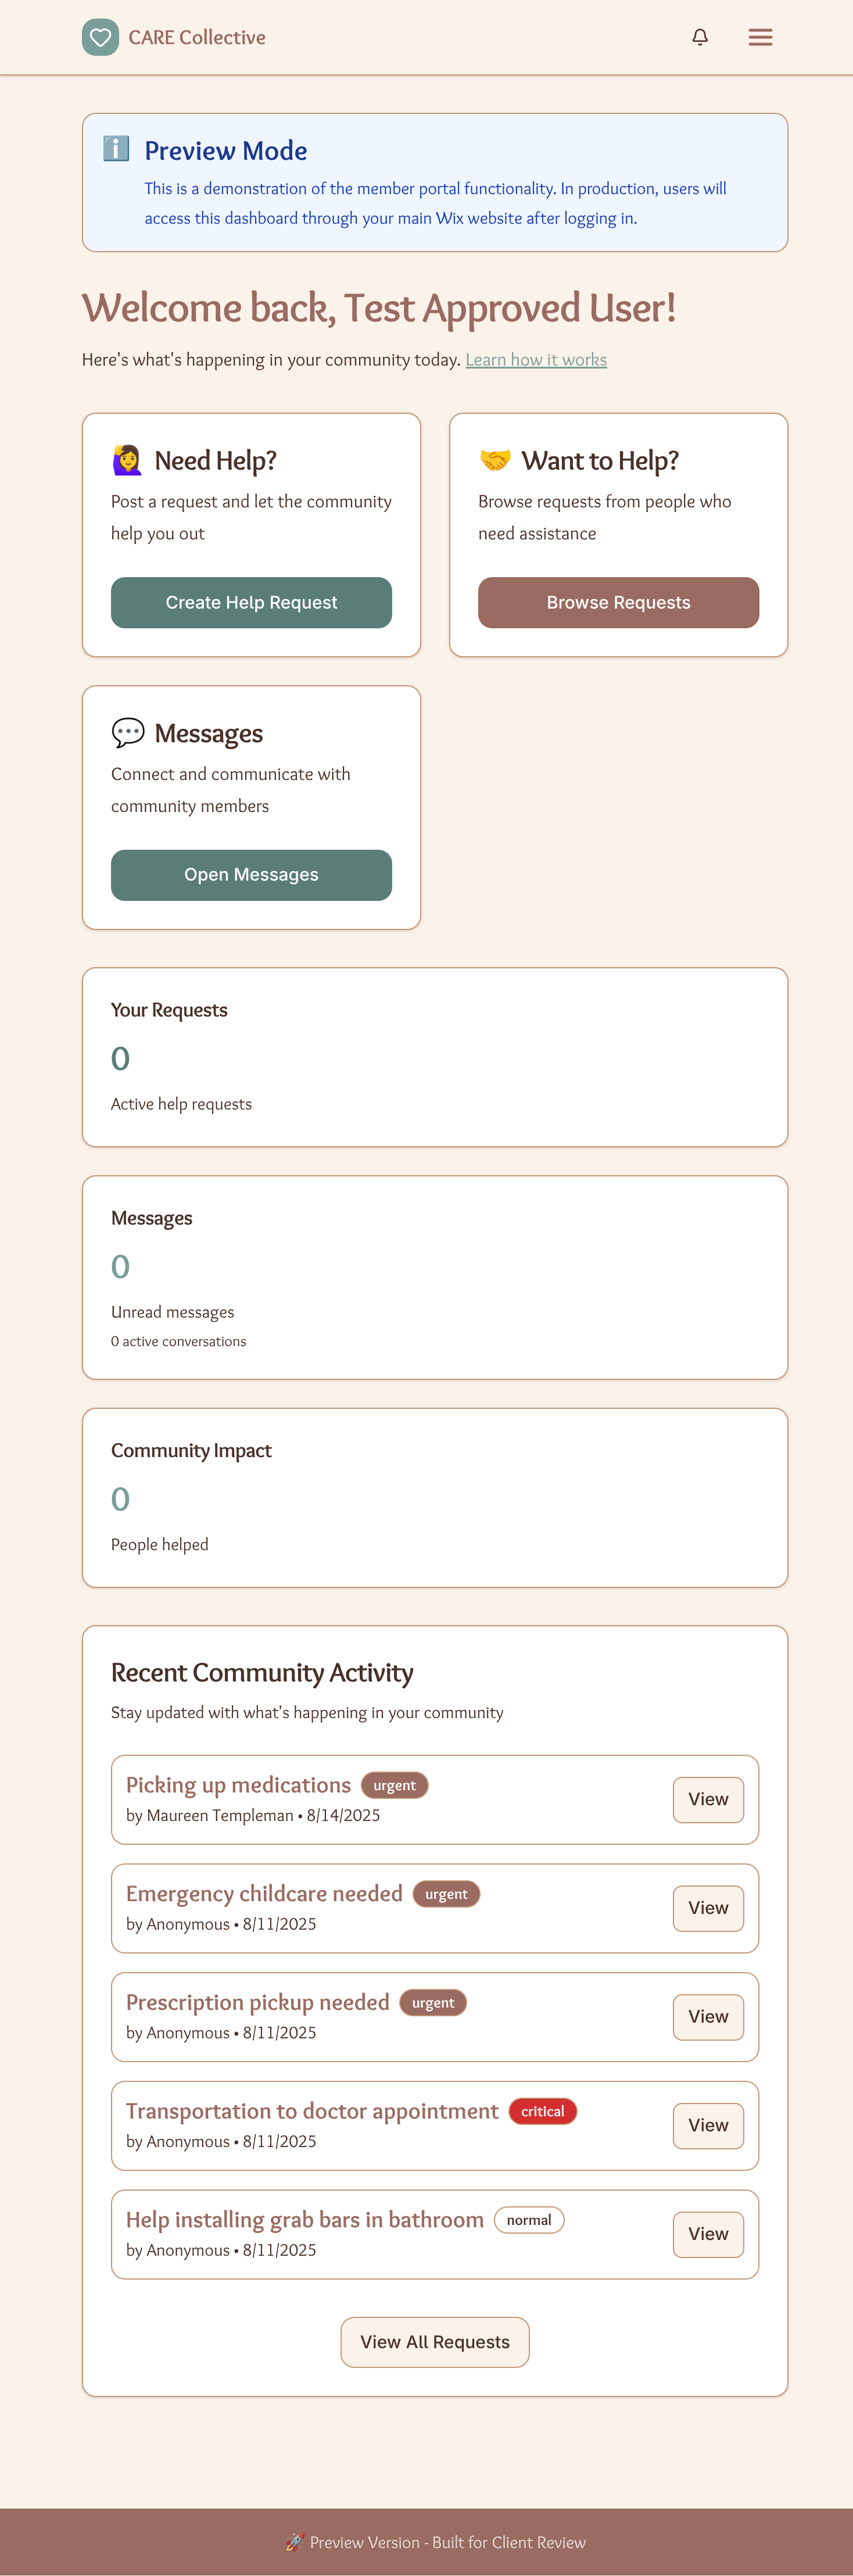 CARE Collective
Preview Mode
This is a demonstration of the member portal functionality. In production, users will
access this dashboard through your main Wix website after logging in.
Welcome back, Test Approved User!
Here's what's happening in your community today. Learn how it works
Need Help?
Post a request and let the community
help you out
Create Help Request
Want to Help?
Browse requests from people who
need assistance
Browse Requests
Messages
Connect and communicate with
community members
Open Messages
Your Requests
0
Active help requests
Messages
0
Unread messages
0 active conversations
Community Impact
0
People helped
Recent Community Activity
Stay updated with what's happening in your community
Picking up medications urgent
by Maureen Templeman • 8/14/2025
View
Emergency childcare needed urgent
by Anonymous • 8/11/2025
View
Prescription pickup needed urgent
by Anonymous • 8/11/2025
View
Transportation to doctor appointment critical
by Anonymous • 8/11/2025
View
Help installing grab bars in bathroom normal
by Anonymous • 8/11/2025
View
View All Requests
🚀 Preview Version - Built for Client Review